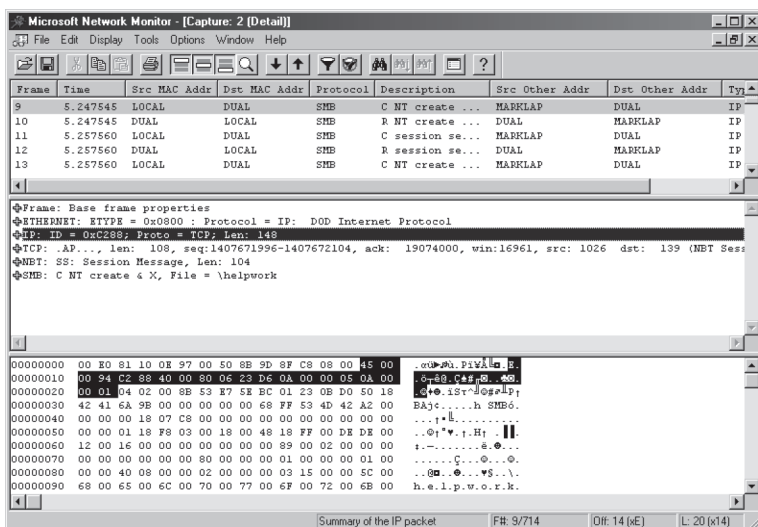 Microsoft Network Monitor - [Capture: 2 (Detail)]
File Edit Display Tools Options Window Help
Frame Time Src MAC Addr Dst MAC Addr Protocol Description Src Other Addr Dst Other Addr Typ
9 5.247545 LOCAL DUAL SMB C NT create ... MARKLAP DUAL IP
10 5.247545 DUAL LOCAL SMB R NT create ... DUAL MARKLAP IP
11 5.257560 LOCAL DUAL SMB C session se... MARKLAP DUAL IP
12 5.257560 DUAL LOCAL SMB R session se... DUAL MARKLAP IP
13 5.257560 LOCAL DUAL SMB C NT create ... MARKLAP DUAL IP
Frame: Base frame properties
ETHERNET: ETYPE = 0x0800 : Protocol = IP: DOD Internet Protocol
IP: ID = 0xC288; Proto = TCP; Len: 148
TCP: .AP..., len: 108, seq:1407671996-1407672104, ack: 19074000, win:16961, src: 1026 dst: 139 (NBT Sess
NBT: SS: Session Message, Len: 104
SMB: C NT create & X, File = \helpwork
00000000 00 E0 81 10 0E 97 00 50 8B 9D 8F C8 08 00 45 00
00000010 00 94 C2 88 40 00 80 06 23 D6 0A 00 00 05 0A 00
00000020 00 01 04 02 00 8B 53 E7 5E BC 01 23 0B D0 50 18
00000030 42 41 6A 9B 00 00 00 00 00 68 FF 53 4D 42 A2 00
00000040 00 00 00 18 07 C8 00 00 00 00 00 00 00 00 00 00
00000050 00 00 01 18 F8 03 00 18 00 48 18 FF 00 DE DE 00
00000060 12 00 16 00 00 00 00 00 00 00 89 00 02 00 00 00
00000070 00 00 00 00 00 80 00 00 00 01 00 00 00 01 00
00000080 00 00 40 08 00 00 02 00 00 00 03 15 00 00 5C 00
00000090 68 00 65 00 6C 00 70 00 77 00 6F 00 72 00 6B 00 h.e.l.p.w.o.r.k.
Summary of the IP packet F#: 9/714 Off: 14 (xE) L: 20 (x14)